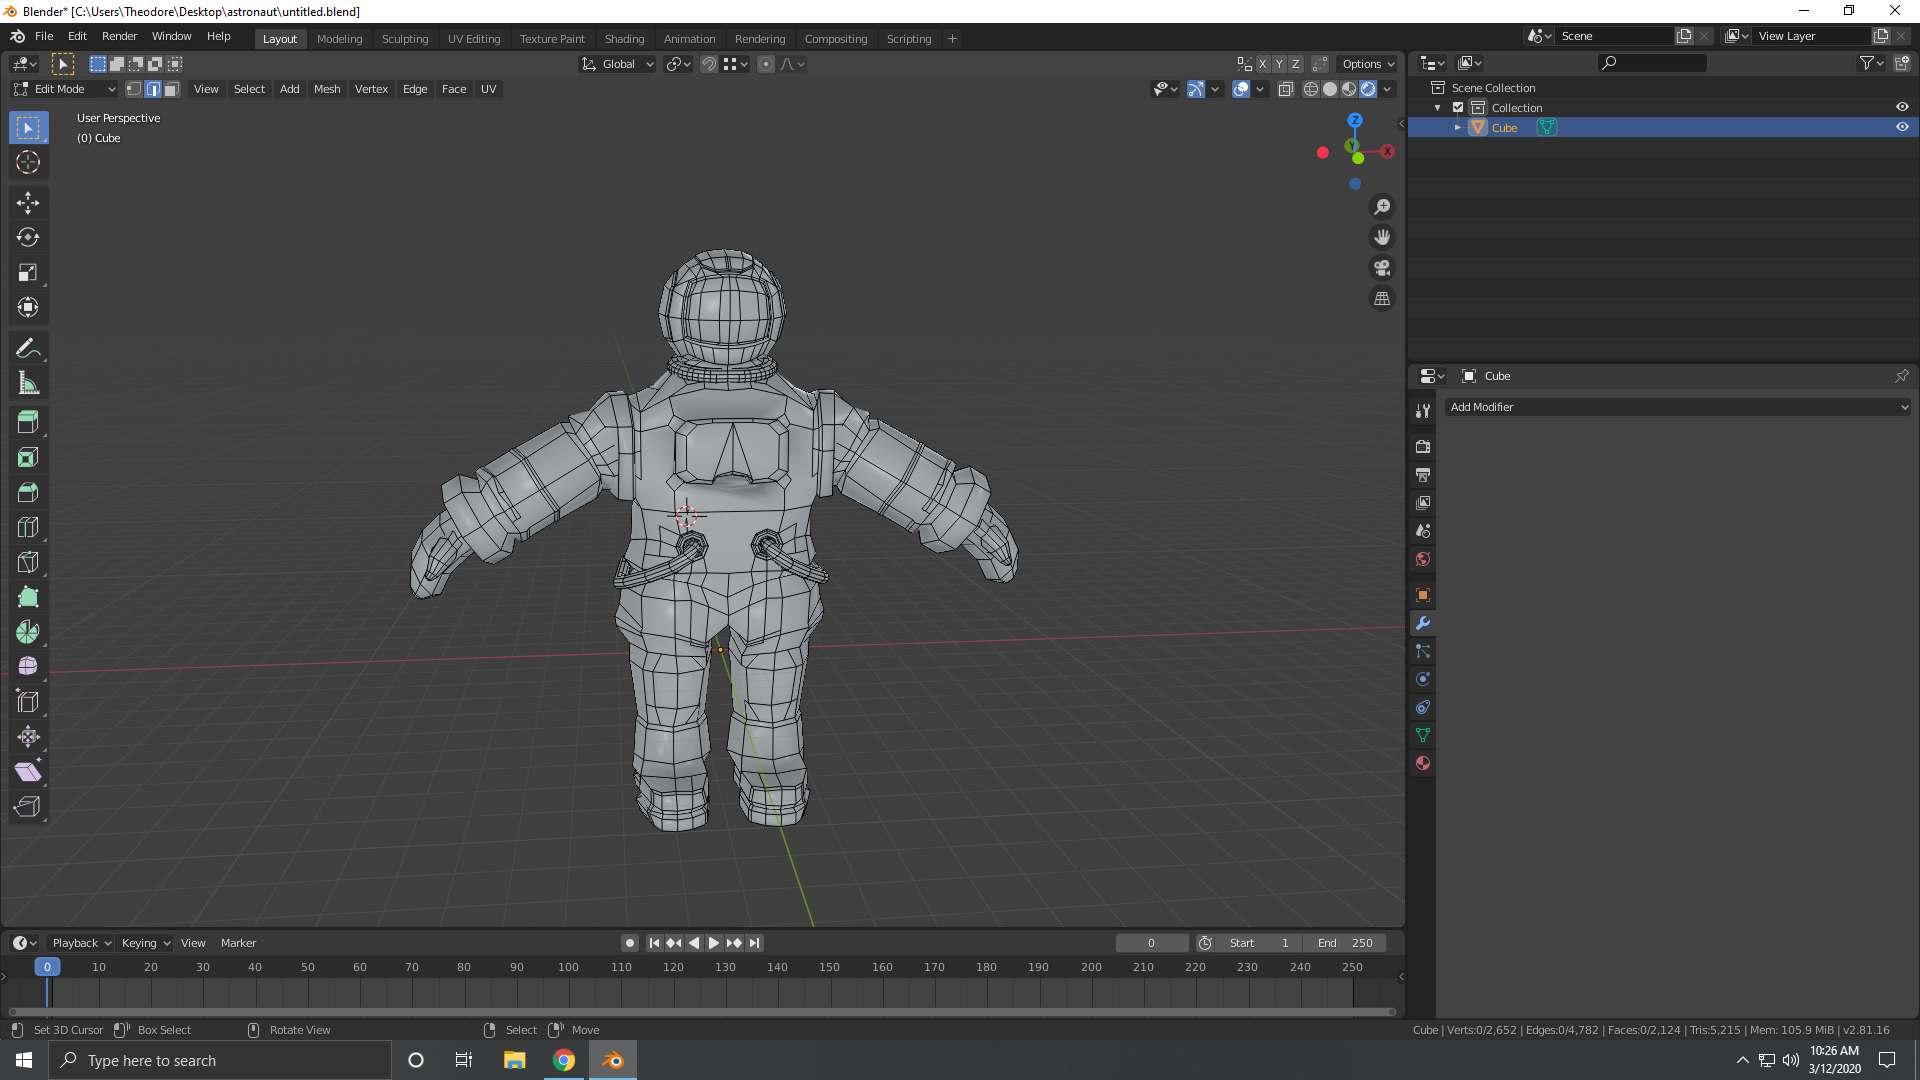 Blender* [C:\Users\Theodore\Desktop\astronaut\untitled.blend]
File Edit Render Window Help Layout Modeling Sculpting UV Editing Texture Paint Shading Animation Rendering Compositing Scripting + Scene View Layer
Global X Y Z Options
Edit Mode View Select Add Mesh Vertex Edge Face UV
User Perspective
(0) Cube
Z
Y
X
Scene Collection
Collection
Cube
Cube
Add Modifier
Playback Keying View Marker 0 Start 1 End 250
0 10 20 30 40 50 60 70 80 90 100 110 120 130 140 150 160 170 180 190 200 210 220 230 240 250
Set 3D Cursor Box Select Rotate View Select Move Cube | Verts:0/2,652 | Edges:0/4,782 | Faces:0/2,124 | Tris:5,215 | Mem: 105.9 MiB | v2.81.16
Type here to search
10:26 AM
3/12/2020